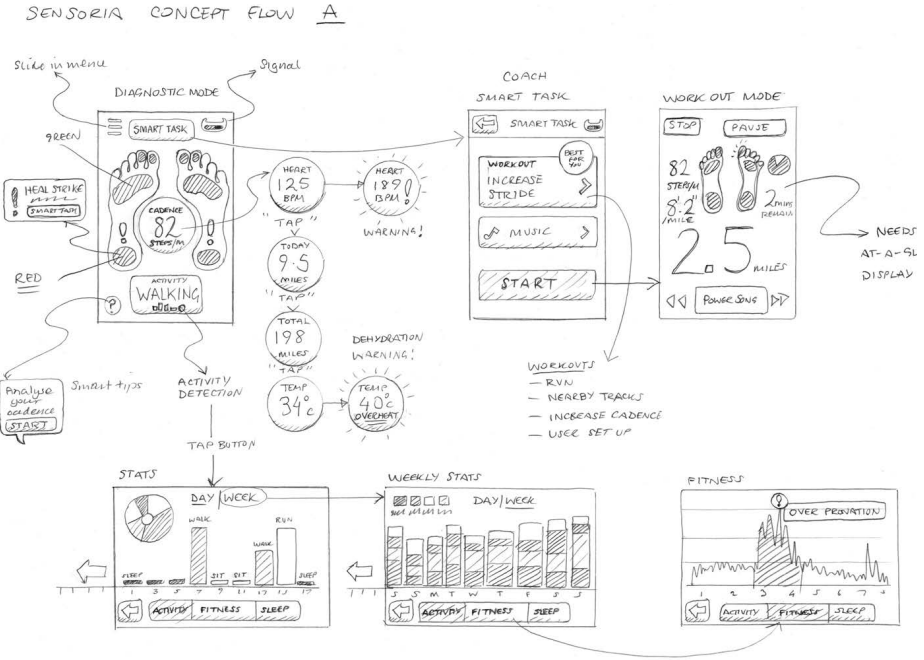 SENSORIA CONCEPT FLOW A
Slide in menu
Signal
DIAGNOSTIC MODE
SMART TASK
GREEN
! HEAL STRIKE
SMART TASK
CADENCE
82
STEPS/M
!
!
RED
ACTIVITY
WALKING
?
Analyse
your
cadence
START
Smart tips
ACTIVITY
DETECTION
TAP BUTTON
HEART
125
BPM
HEART
189!
BPM
WARNING!
"TAP"
TODAY
9.5
MILES
"TAP"
TOTAL
198
MILES
"TAP"
TEMP
34°c
DEHYDRATION
WARNING!
TEMP
40°c
OVERHEAT
COACH
SMART TASK
SMART TASK
BEST
FOR
YOU
WORKOUT
INCREASE
STRIDE
MUSIC
START
WORKOUTS
— RUN
— NEARBY TRACKS
— INCREASE CADENCE
— USER SET UP
WORK OUT MODE
STOP
PAUSE
82
STEPS/M
8'.2"
/MILE
2 mins
REMAIN
2.5 MILES
POWER SONG
NEEDS
AT-A-GL
DISPLAY
STATS
DAY/WEEK
WALK
RUN
WALK
SLEEP
SIT
SIT
SLEEP
1 3 5 7 9 11 17 15 17
ACTIVITY FITNESS SLEEP
WEEKLY STATS
DAY/WEEK
S S M T W T F S S
ACTIVITY FITNESS SLEEP
FITNESS
OVER PRONATION
1 2 3 4 5 6 7 +
ACTIVITY FITNESS SLEEP